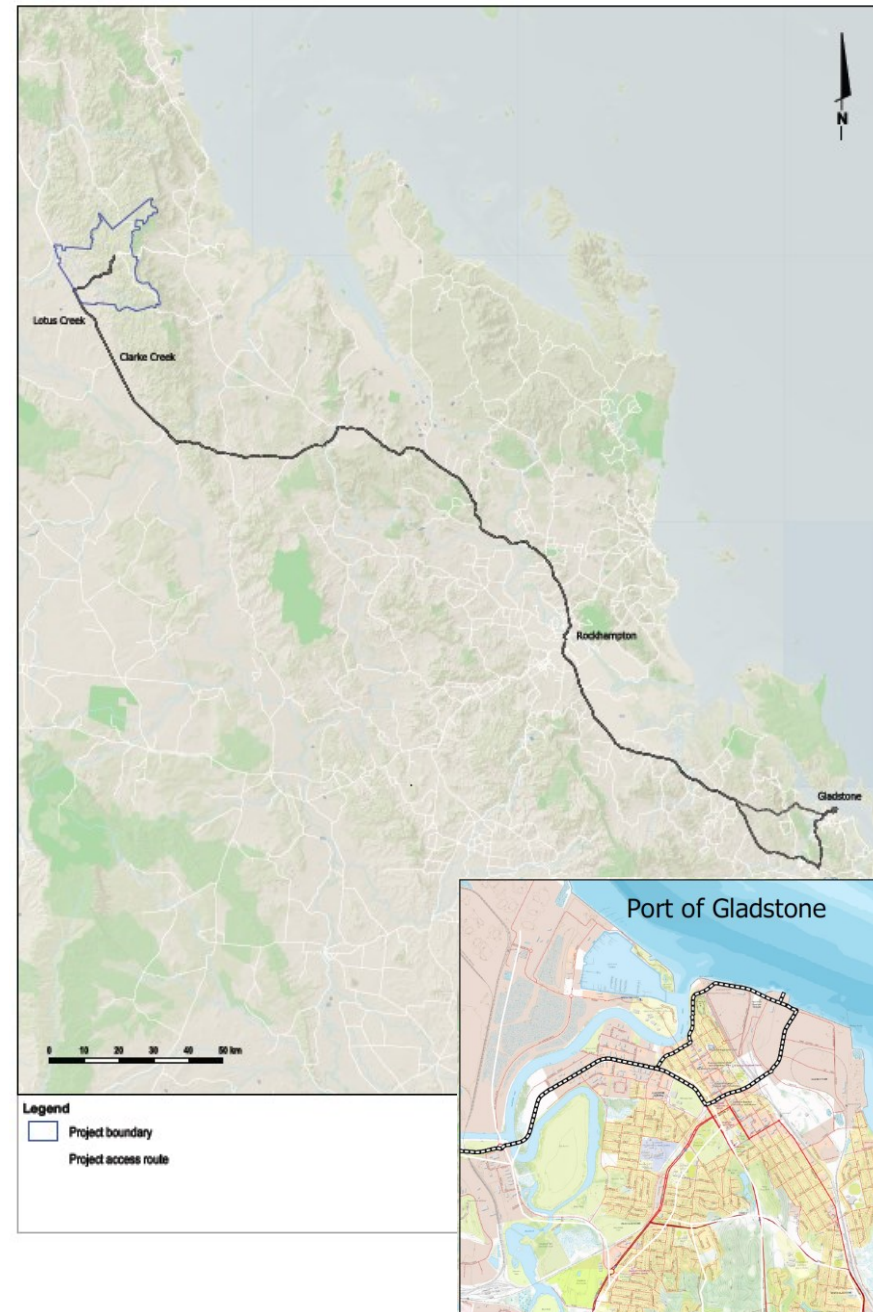 N
Lotus Creek
Clarke Creek
Rockhampton
Gladstone
0 10 20 30 40 50 km
Port of Gladstone
Legend
Project boundary
Project access route